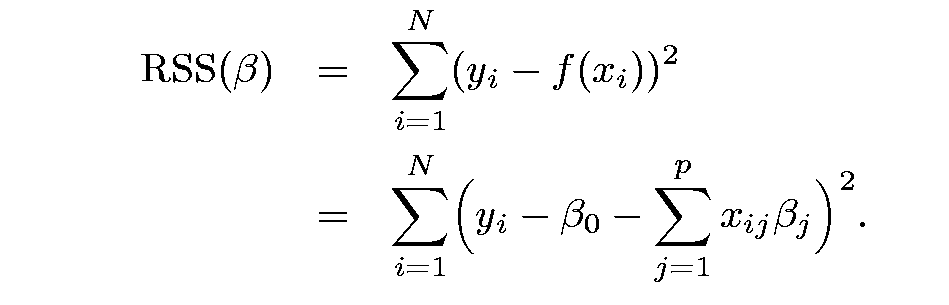 RSS(β) = ∑_{i=1}^{N} (y_i − f(x_i))^2
= ∑_{i=1}^{N} (y_i − β_0 − ∑_{j=1}^{p} x_{ij}β_j)^2.